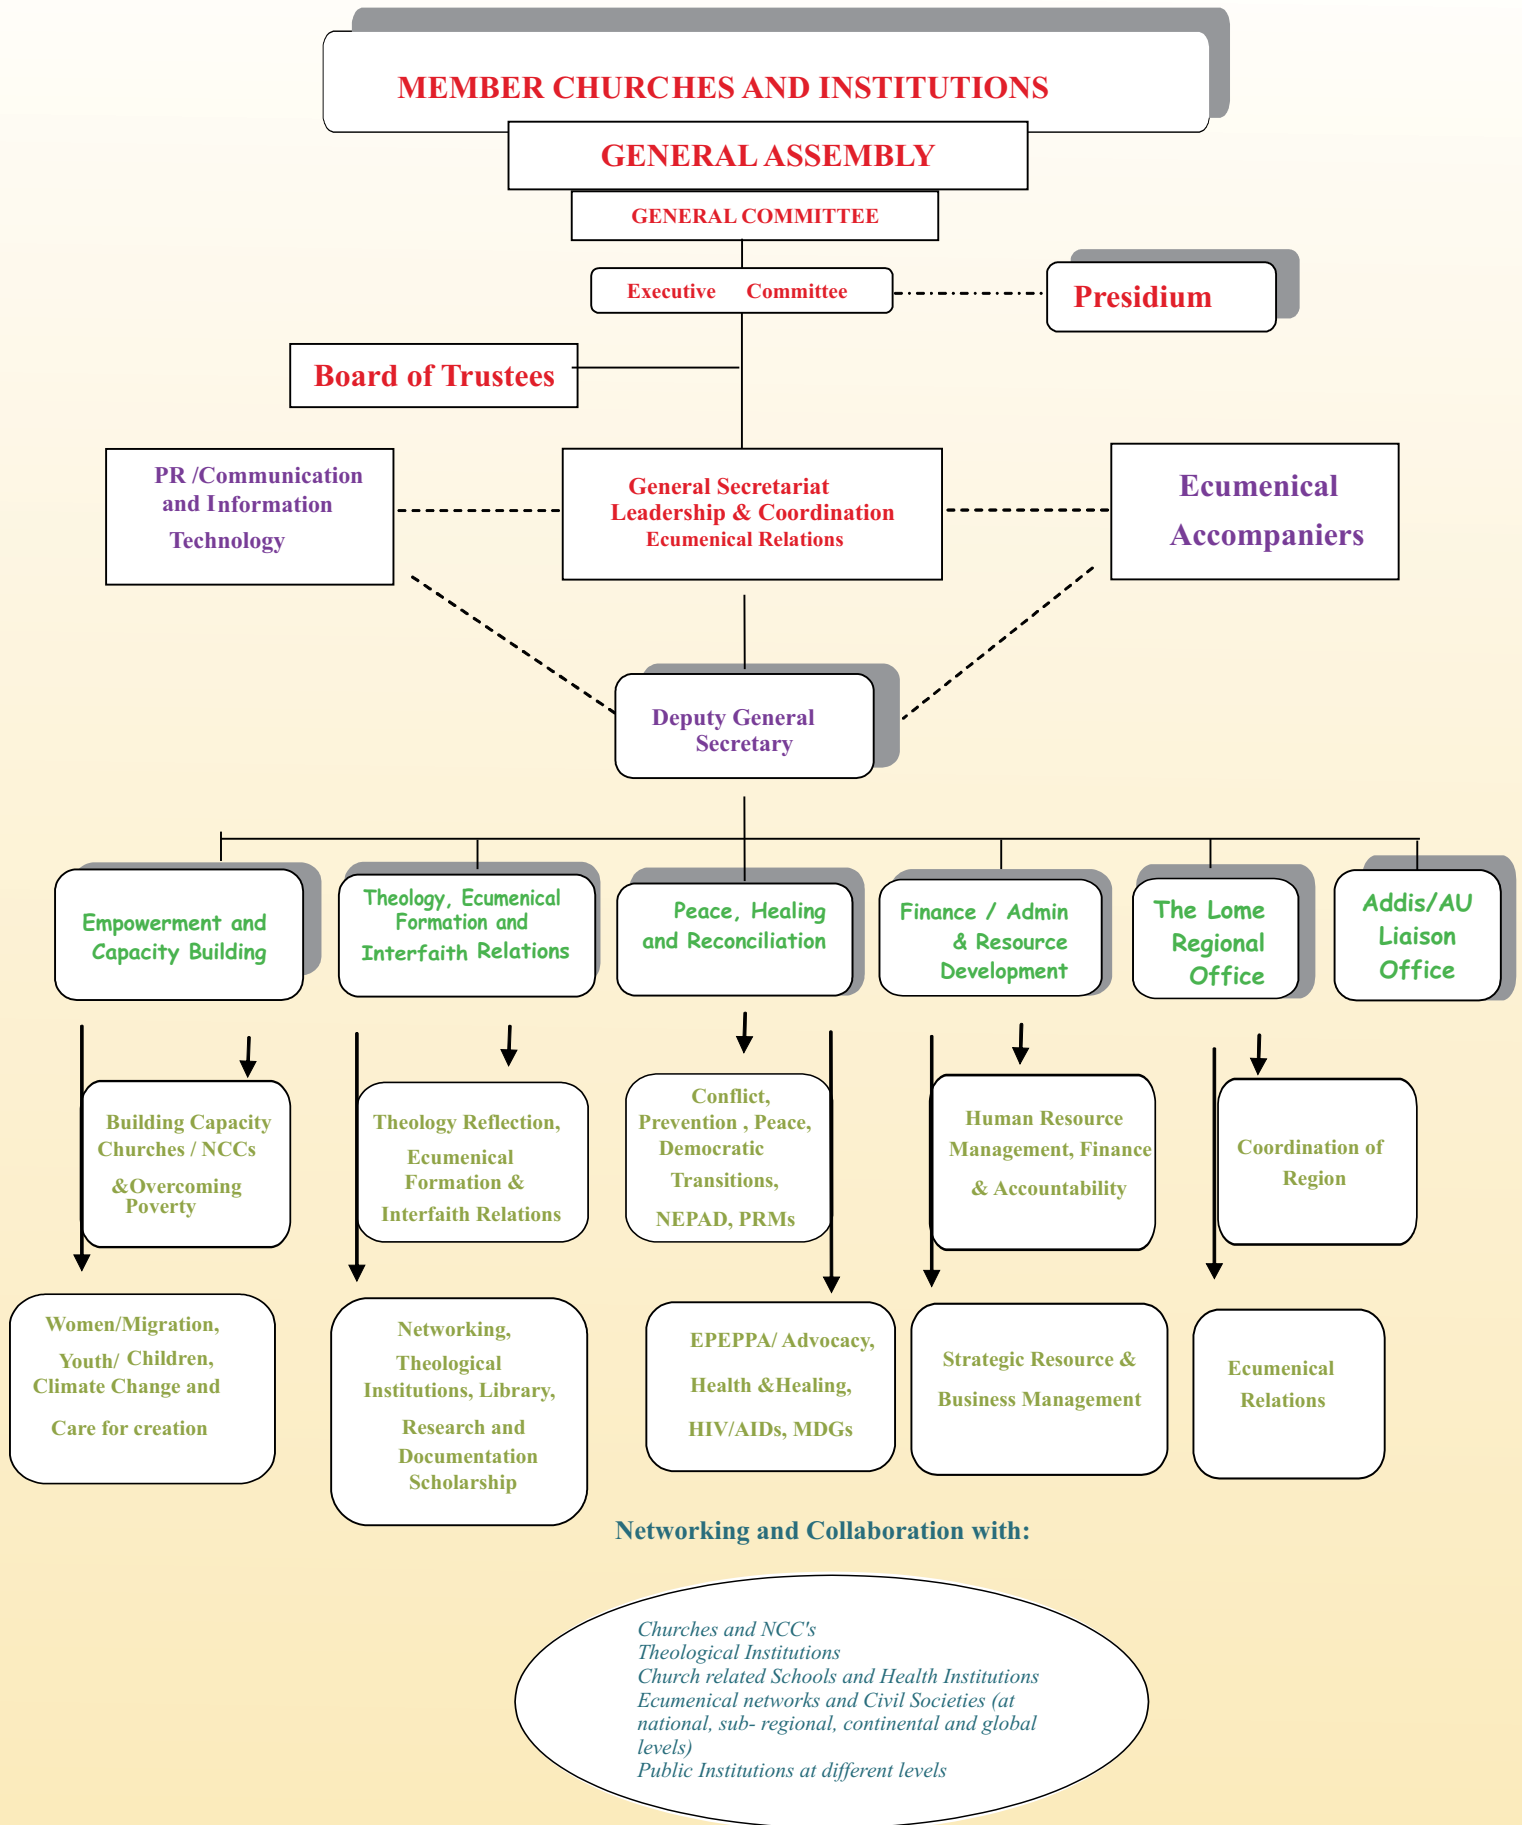 MEMBER CHURCHES AND INSTITUTIONS
GENERAL ASSEMBLY
GENERAL COMMITTEE
Executive Committee
Presidium
Board of Trustees
PR /Communication
and Information
Technology
General Secretariat
Leadership & Coordination
Ecumenical Relations
Ecumenical
Accompaniers
Deputy General
Secretary
Empowerment and
Capacity Building
Theology, Ecumenical
Formation and
Interfaith Relations
Peace, Healing
and Reconciliation
Finance / Admin
& Resource
Development
The Lome
Regional
Office
Addis/AU
Liaison
Office
Building Capacity
Churches / NCCs
&Overcoming
Poverty
Theology Reflection,
Ecumenical
Formation &
Interfaith Relations
Conflict,
Prevention , Peace,
Democratic
Transitions,
NEPAD, PRMs
Human Resource
Management, Finance
& Accountability
Coordination of
Region
Women/Migration,
Youth/ Children,
Climate Change and
Care for creation
Networking,
Theological
Institutions, Library,
Research and
Documentation
Scholarship
EPEPPA/ Advocacy,
Health &Healing,
HIV/AIDs, MDGs
Strategic Resource &
Business Management
Ecumenical
Relations
Networking and Collaboration with:
Churches and NCC's
Theological Institutions
Church related Schools and Health Institutions
Ecumenical networks and Civil Societies (at
national, sub- regional, continental and global
levels)
Public Institutions at different levels